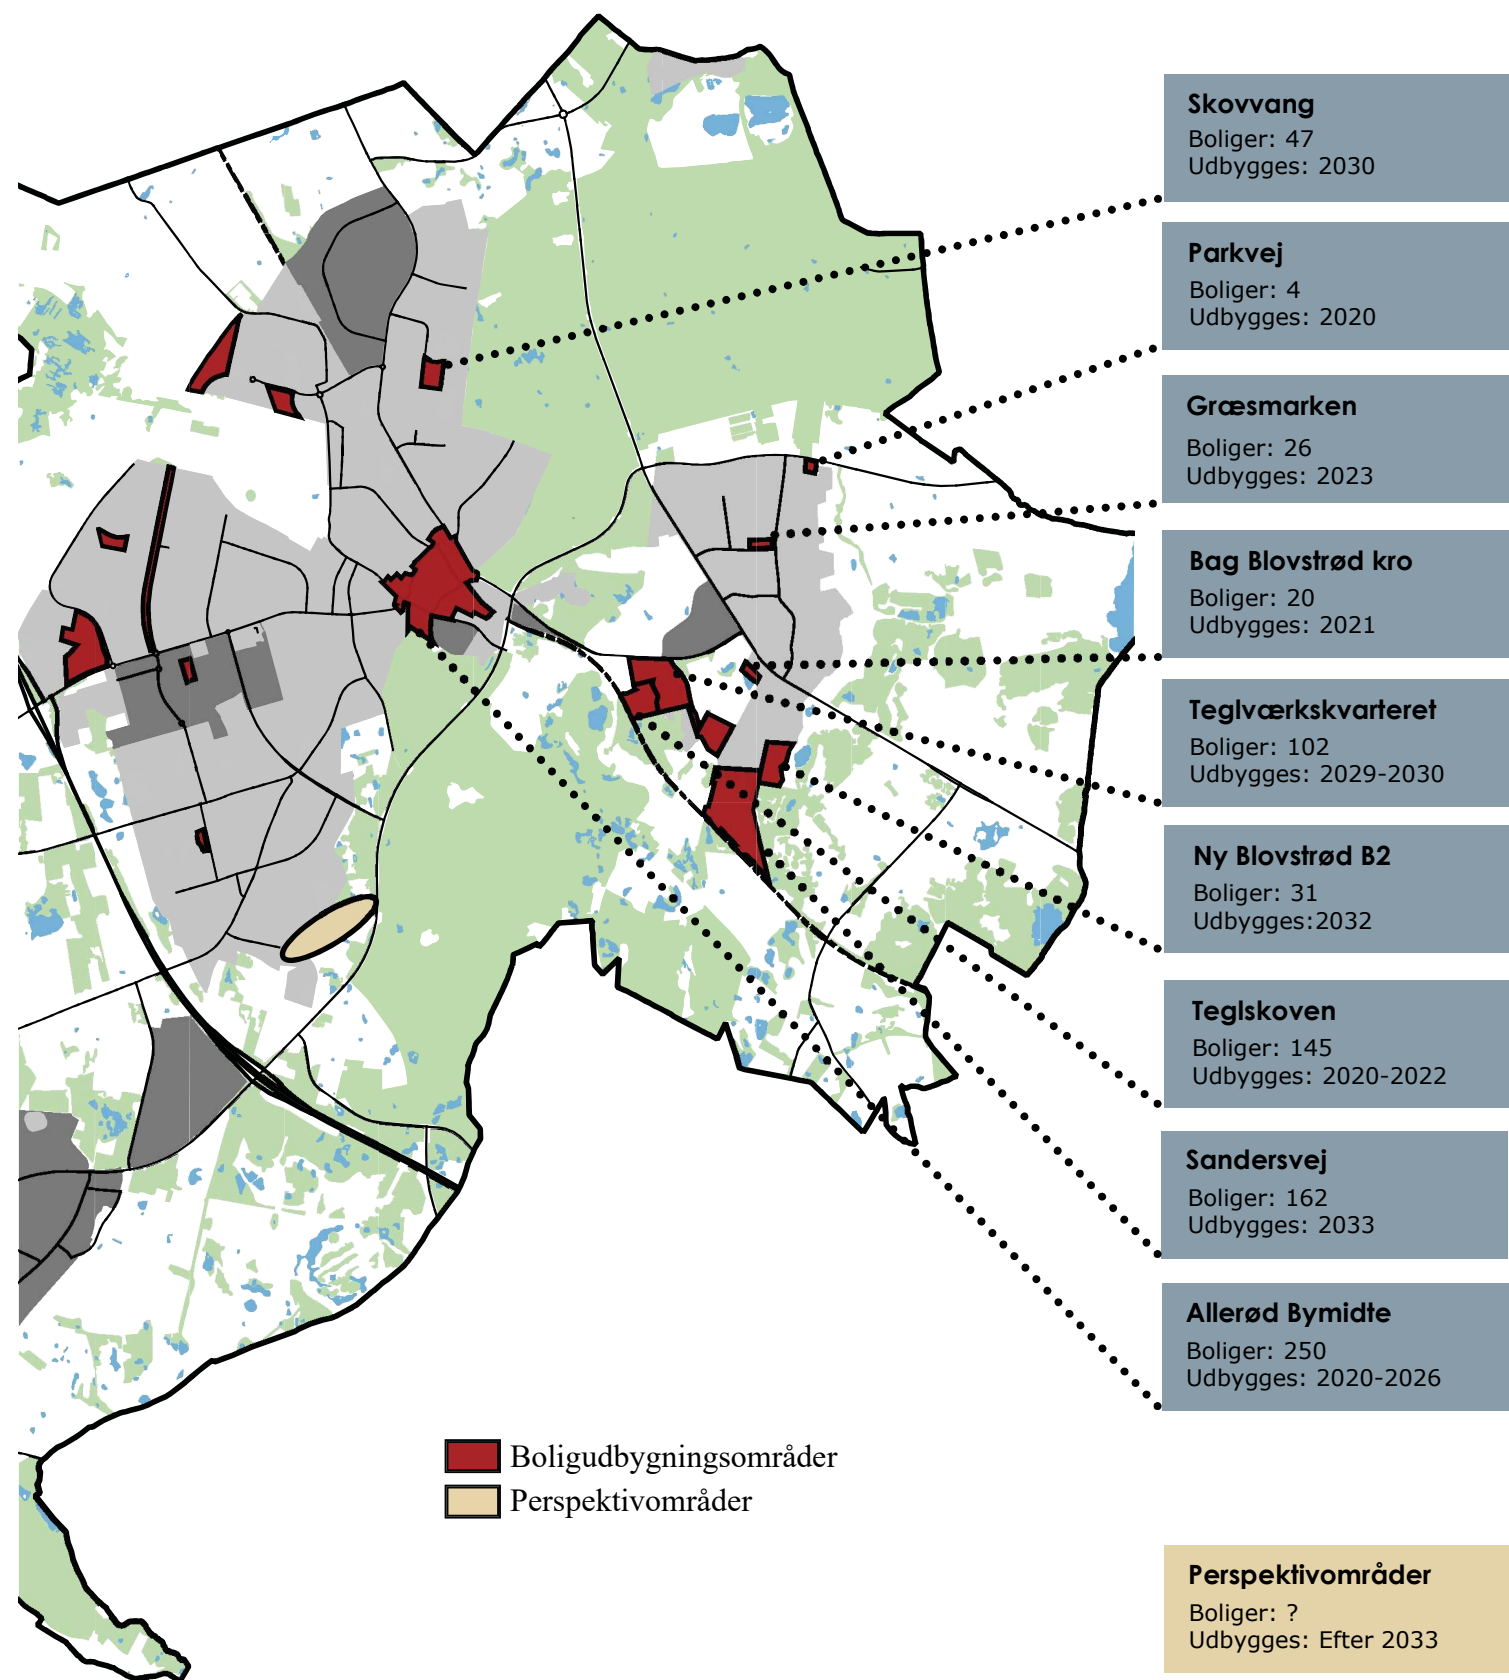 Skovvang
Boliger: 47
Udbygges: 2030
Parkvej
Boliger: 4
Udbygges: 2020
Græsmarken
Boliger: 26
Udbygges: 2023
Bag Blovstrød kro
Boliger: 20
Udbygges: 2021
Teglværkskvarteret
Boliger: 102
Udbygges: 2029-2030
Ny Blovstrød B2
Boliger: 31
Udbygges:2032
Teglskoven
Boliger: 145
Udbygges: 2020-2022
Sandersvej
Boliger: 162
Udbygges: 2033
Allerød Bymidte
Boliger: 250
Udbygges: 2020-2026
Boligudbygningsområder
Perspektivområder
Perspektivområder
Boliger: ?
Udbygges: Efter 2033